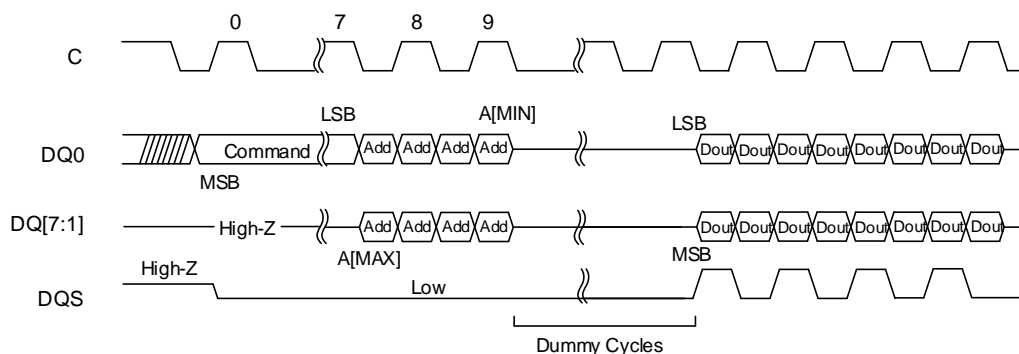 0 7 8 9
C
LSB A[MIN] LSB
DQ0 Command Add Add Add Add Dout Dout Dout Dout Dout Dout Dout Dout
MSB
DQ[7:1] High-Z Add Add Add Add Dout Dout Dout Dout Dout Dout Dout Dout
A[MAX] MSB
High-Z
DQS Low
Dummy Cycles